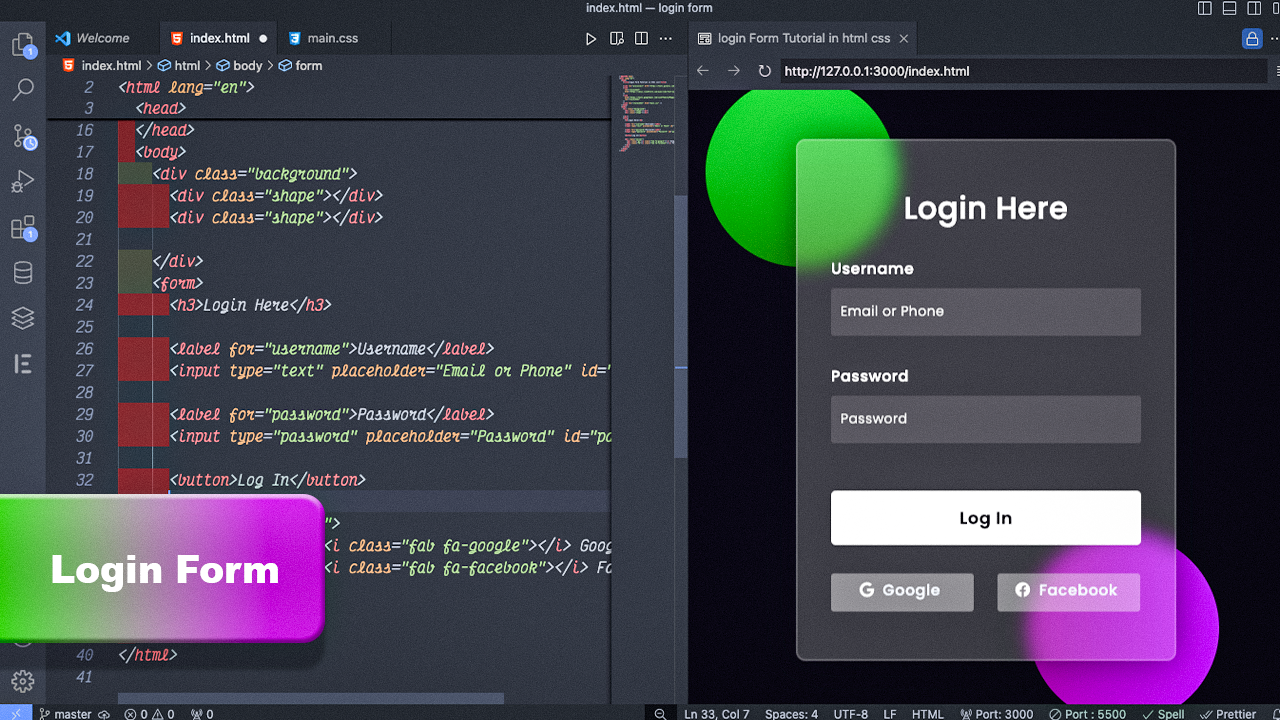 index.html — login form
Welcome
index.html
main.css
login Form Tutorial in html css
index.html > html > body > form
http://127.0.0.1:3000/index.html
2 <html lang="en">
3 <head>
16 </head>
17 <body>
18 <div class="background">
19 <div class="shape"></div>
20 <div class="shape"></div>
21
22 </div>
23 <form>
24 <h3>Login Here</h3>
25
26 <label for="username">Username</label>
27 <input type="text" placeholder="Email or Phone" id="
28
29 <label for="password">Password</label>
30 <input type="password" placeholder="Password" id="pa
31
32 <button>Log In</button>
">
<i class="fab fa-google"></i> Goog
<i class="fab fa-facebook"></i> Fa
40 </html>
41
Login Form
Login Here
Username
Email or Phone
Password
Password
Log In
Google
Facebook
1
1
master
0 0
0
Ln 33, Col 7
Spaces: 4
UTF-8
LF
HTML
Port: 3000
Port : 5500
Spell
Prettier